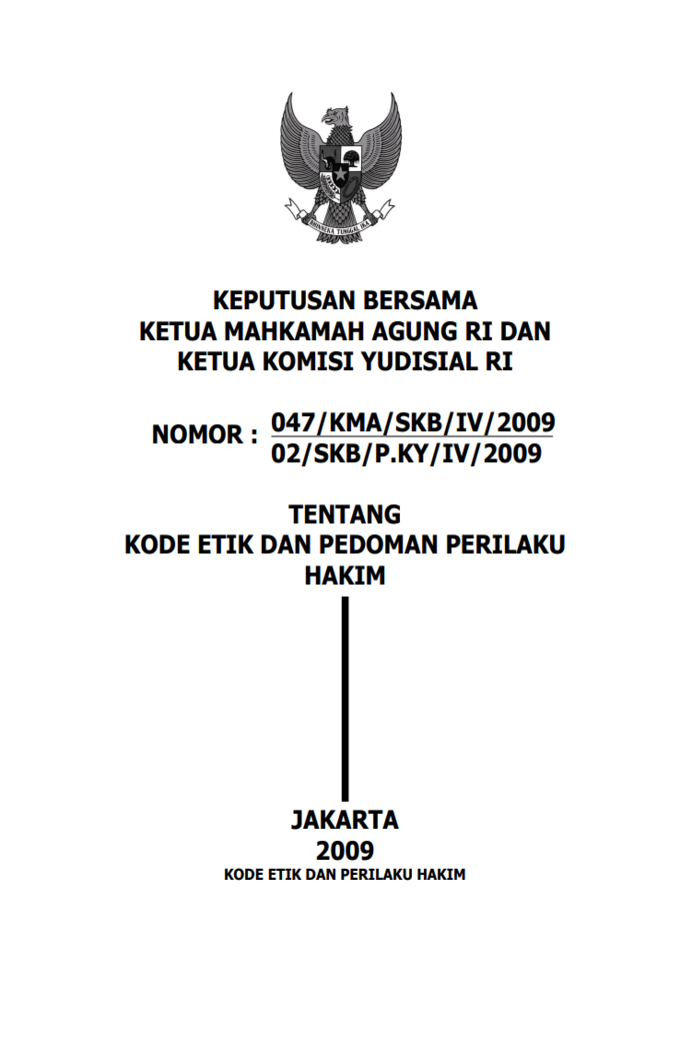 BHINNEKA TUNGGAL IKA
KEPUTUSAN BERSAMA
KETUA MAHKAMAH AGUNG RI DAN
KETUA KOMISI YUDISIAL RI
NOMOR : 047/KMA/SKB/IV/2009
02/SKB/P.KY/IV/2009
TENTANG
KODE ETIK DAN PEDOMAN PERILAKU
HAKIM
JAKARTA
2009
KODE ETIK DAN PERILAKU HAKIM